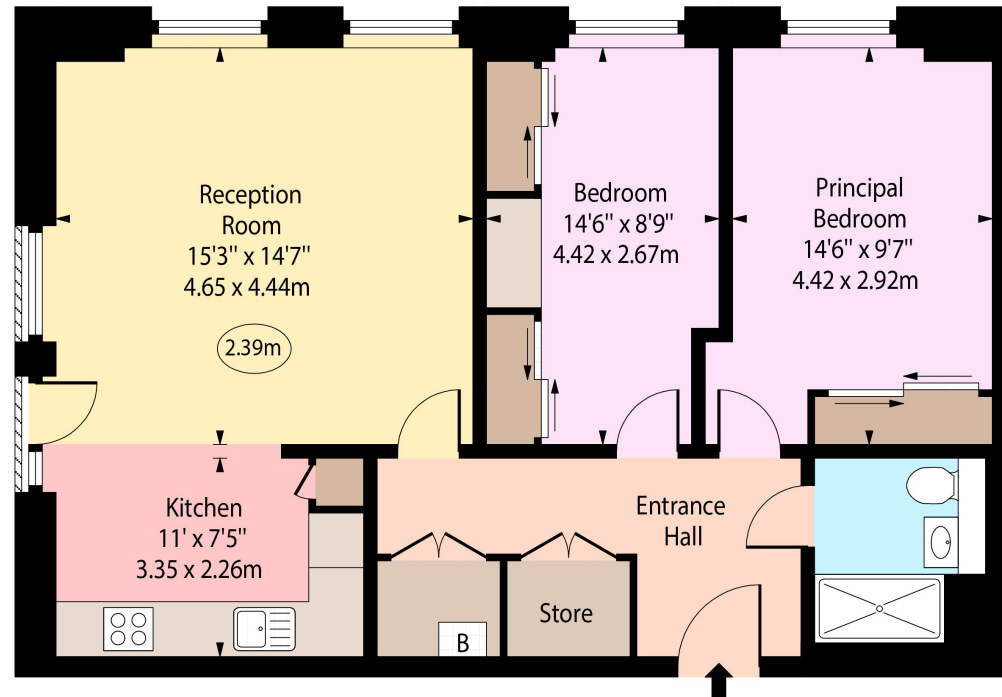 Reception
Room
15'3'' x 14'7''
4.65 x 4.44m
2.39m
Bedroom
14'6'' x 8'9''
4.42 x 2.67m
Principal
Bedroom
14'6'' x 9'7''
4.42 x 2.92m
Kitchen
11' x 7'5''
3.35 x 2.26m
Entrance
Hall
Store
B